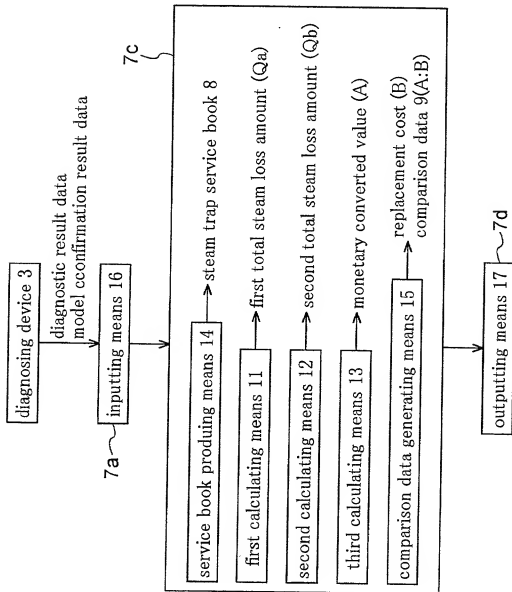 diagnosing device 3
diagnostic result data
model cconfirmation result data
7a
inputting means 16
7c
service book produing means 14
steam trap service book 8
first calculating means 11
first total steam loss amount (Qa)
second calculating means 12
second total steam loss amount (Qb)
third calculating means 13
monetary converted value (A)
comparison data generating means 15
replacement cost (B)
comparison data 9(A:B)
outputting means 17
7d